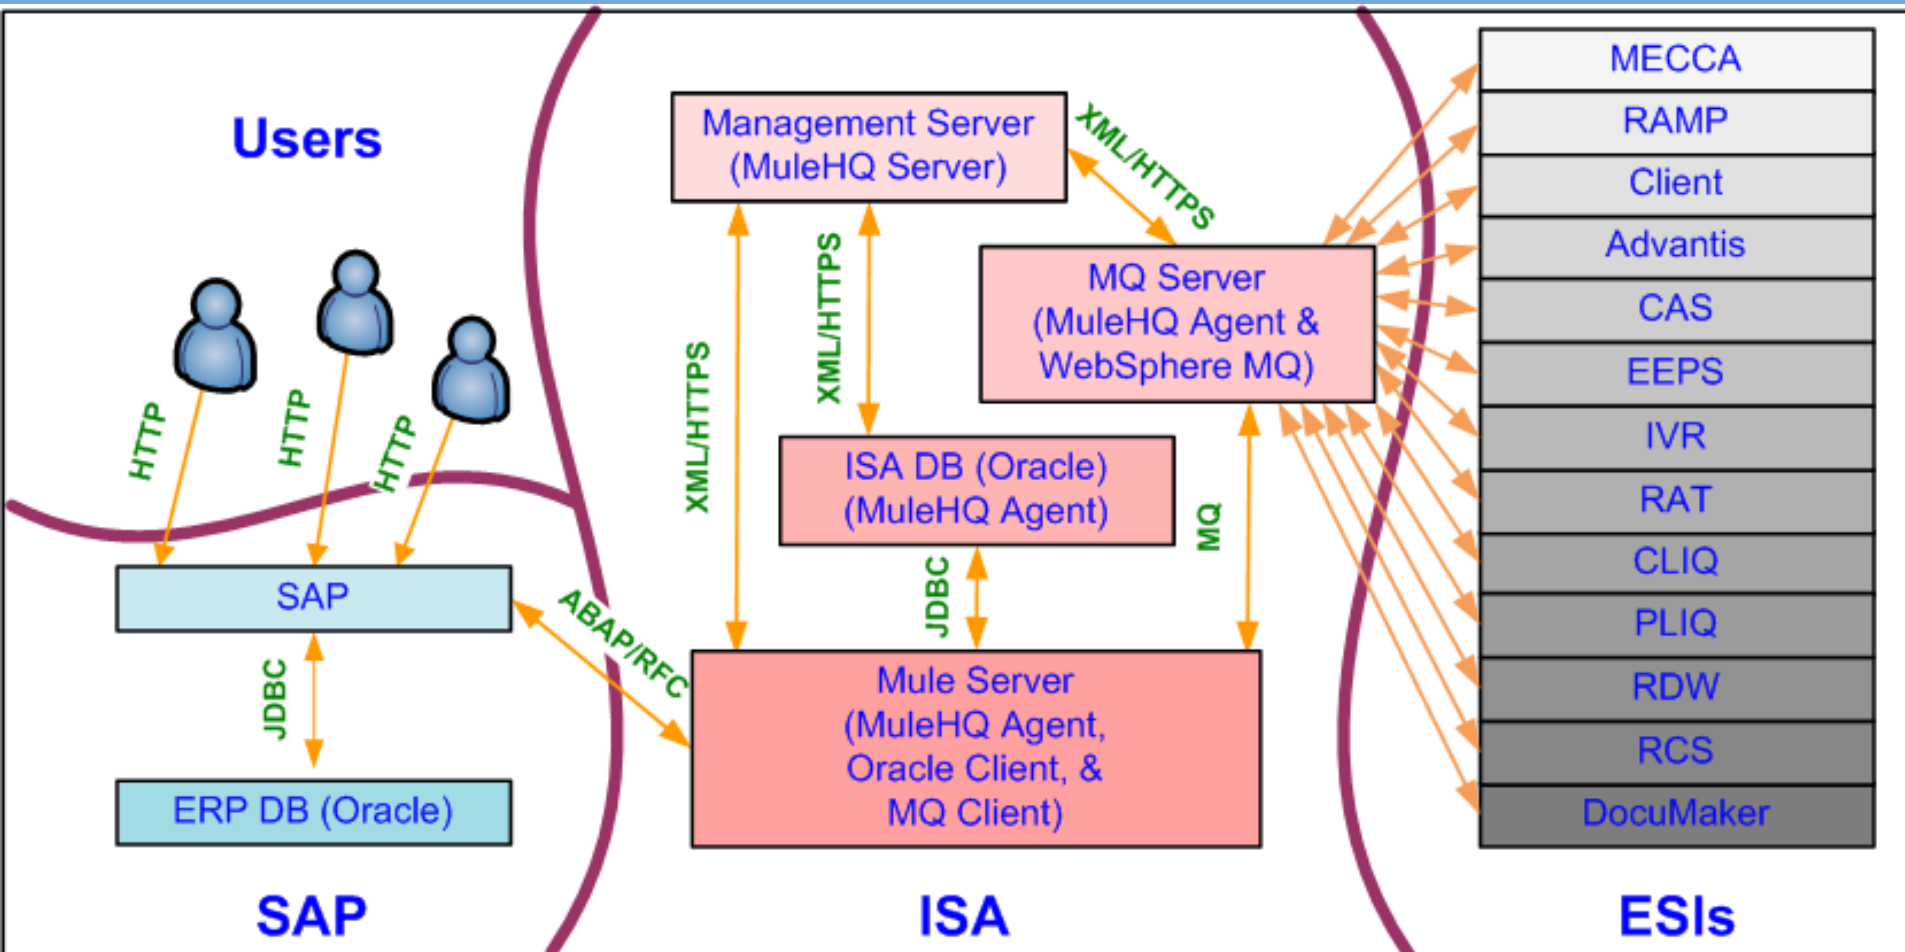 Users
HTTP
HTTP
HTTP
SAP
JDBC
ERP DB (Oracle)
SAP
Management Server
(MuleHQ Server)
XML/HTTPS
XML/HTTPS
XML/HTTPS
MQ Server
(MuleHQ Agent &
WebSphere MQ)
ISA DB (Oracle)
(MuleHQ Agent)
MQ
JDBC
ABAP/RFC
Mule Server
(MuleHQ Agent,
Oracle Client, &
MQ Client)
ISA
MECCA
RAMP
Client
Advantis
CAS
EEPS
IVR
RAT
CLIQ
PLIQ
RDW
RCS
DocuMaker
ESIs